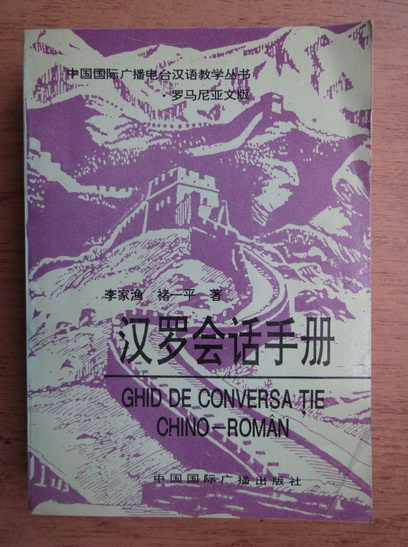 中国国际广播电台汉语教学丛书
·罗马尼亚文版
李家渔 褚一平 著
汉罗会话手册
GHID DE CONVERSAȚIE
CHINO-ROMÂN
中国国际广播出版社